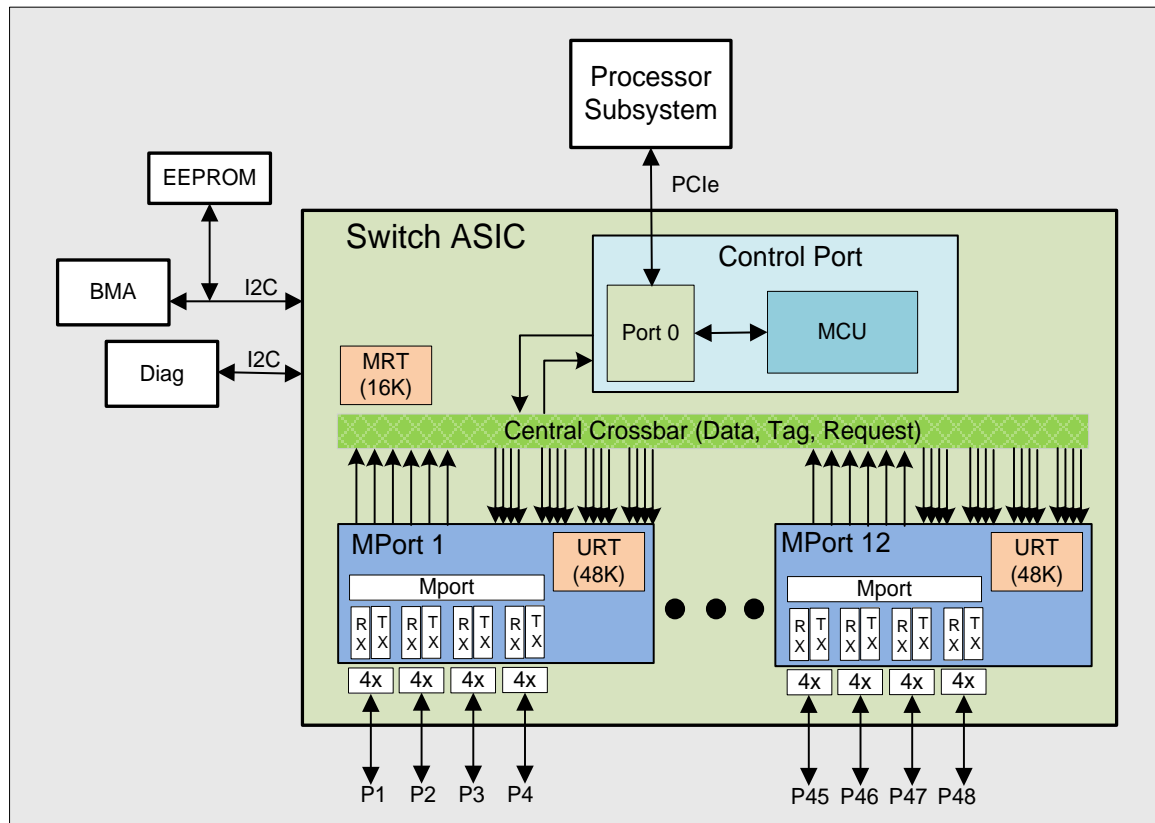 Processor
Subsystem
EEPROM
PCIe
Switch ASIC
Control Port
BMA
I2C
Port 0
MCU
Diag
I2C
MRT
(16K)
Central Crossbar (Data, Tag, Request)
MPort 1
URT
(48K)
Mport
R
X
T
X
R
X
T
X
R
X
T
X
R
X
T
X
4x
4x
4x
4x
P1
P2
P3
P4
MPort 12
URT
(48K)
Mport
R
X
T
X
R
X
T
X
R
X
T
X
R
X
T
X
4x
4x
4x
4x
P45
P46
P47
P48